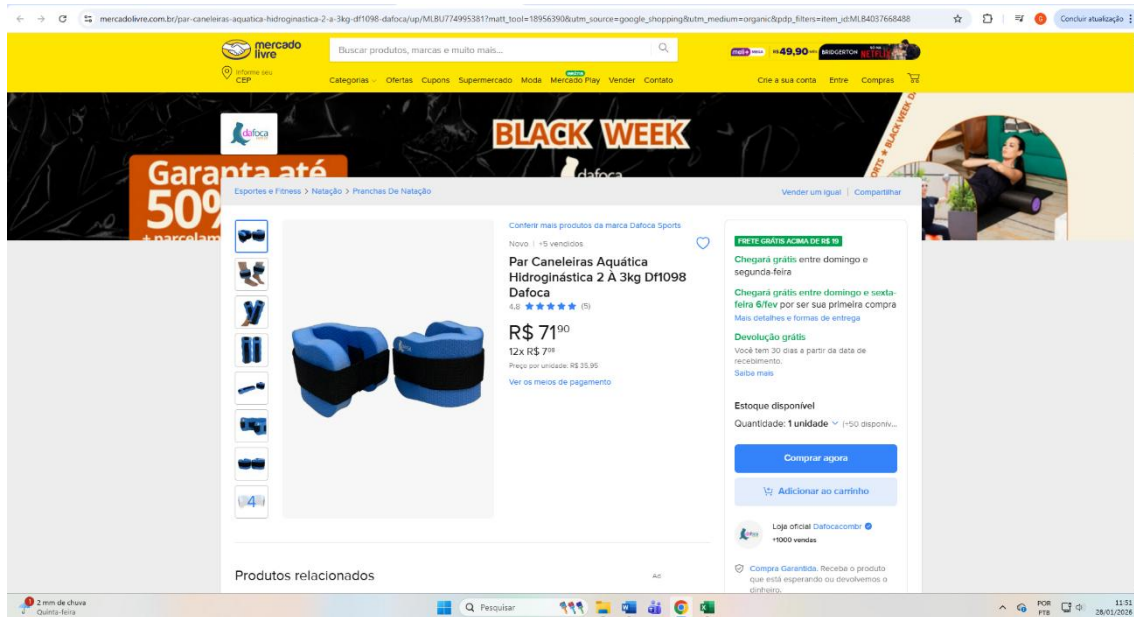 mercadolivre.com.br/par-caneleiras-aquatica-hidroginastica-2-a-3kg-df1098-dafoca/up/MLBU774995381?matt_tool=18956390&utm_source=google_shopping&utm_medium=organic&pdp_filters=item_id:MLB4037668488
Concluir atualização
mercado
livre
Buscar produtos, marcas e muito mais...
R$49,90
BRIDGERTON
NETFLIX
Informe seu
CEP
Categorias Ofertas Cupons Supermercado Moda Mercado Play Vender Contato
Crie a sua conta Entre Compras
dafoca
BLACK WEEK
dafoca
Garanta até
50%
+ parcelam
Esportes e Fitness > Natação > Pranchas De Natação
Vender um igual | Compartilhar
Conferir mais produtos da marca Dafoca Sports
Novo | +5 vendidos
Par Caneleiras Aquática
Hidroginástica 2 À 3kg Df1098
Dafoca
4.8 (5)
R$ 71 90
12x R$ 7
Preço por unidade: R$ 35,95
Ver os meios de pagamento
4
FRETE GRÁTIS ACIMA DE R$ 19
Chegará grátis entre domingo e
segunda-feira
Chegará grátis entre domingo e sexta-
feira 6/fev por ser sua primeira compra
Mais detalhes e formas de entrega
Devolução grátis
Você tem 30 dias a partir da data de
recebimento.
Saiba mais
Estoque disponível
Quantidade: 1 unidade (+50 disponív...
Comprar agora
Adicionar ao carrinho
Loja oficial Dafocacombr
+1000 vendas
Compra Garantida. Receba o produto
que está esperando ou devolvemos o
dinheiro.
Produtos relacionados
Ad
2 mm de chuva
Quinta-feira
Pesquisar
POR
PTB
11:51
28/01/2026